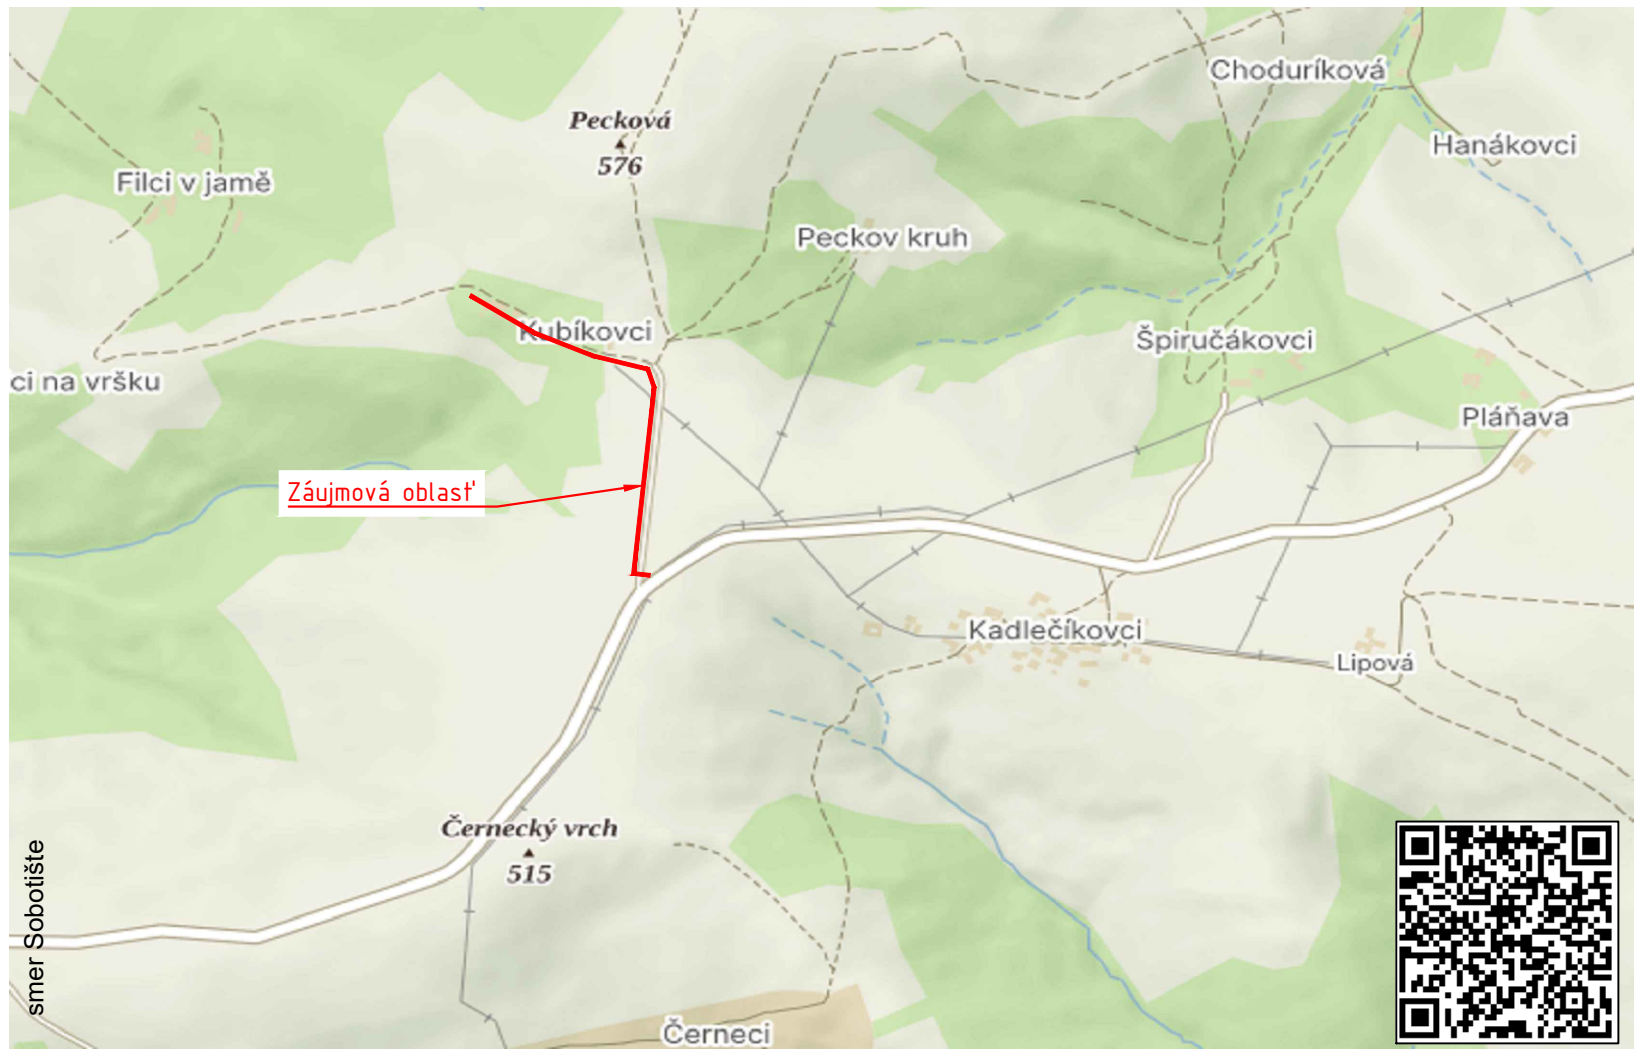 Choduríková
Pecková
576
Hanákovci
Filci v jamě
Peckov kruh
Kubíkovci
Špiručákovci
ci na vršku
Pláňava
Záujmová oblasť
Kadlečíkovci
Lipová
Černecký vrch
515
smer Sobotište
Černeci